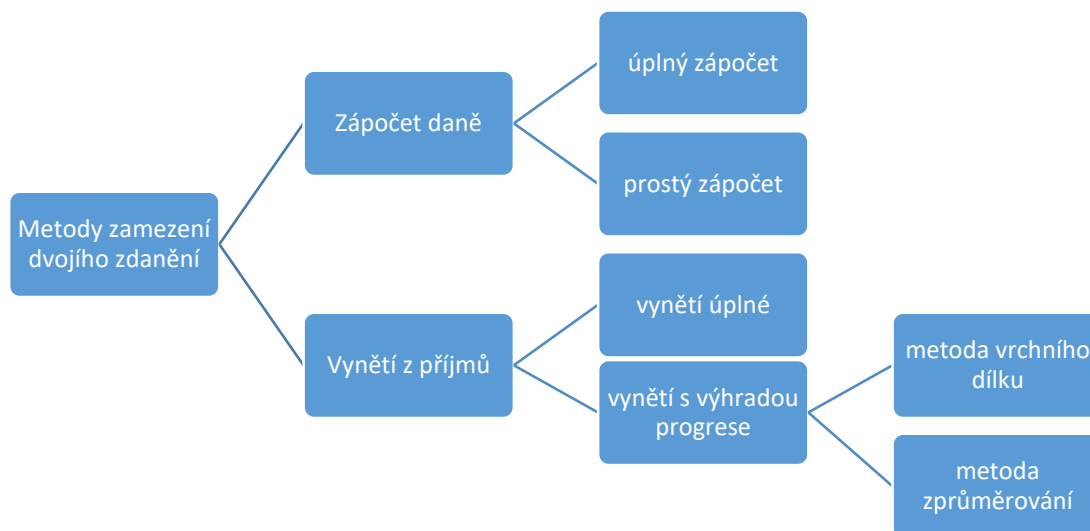 Metody zamezení
dvojího zdanění
Zápočet daně
úplný zápočet
prostý zápočet
Vynětí z příjmů
vynětí úplné
vynětí s výhradou
progrese
metoda vrchního
dílku
metoda
zprůměrování